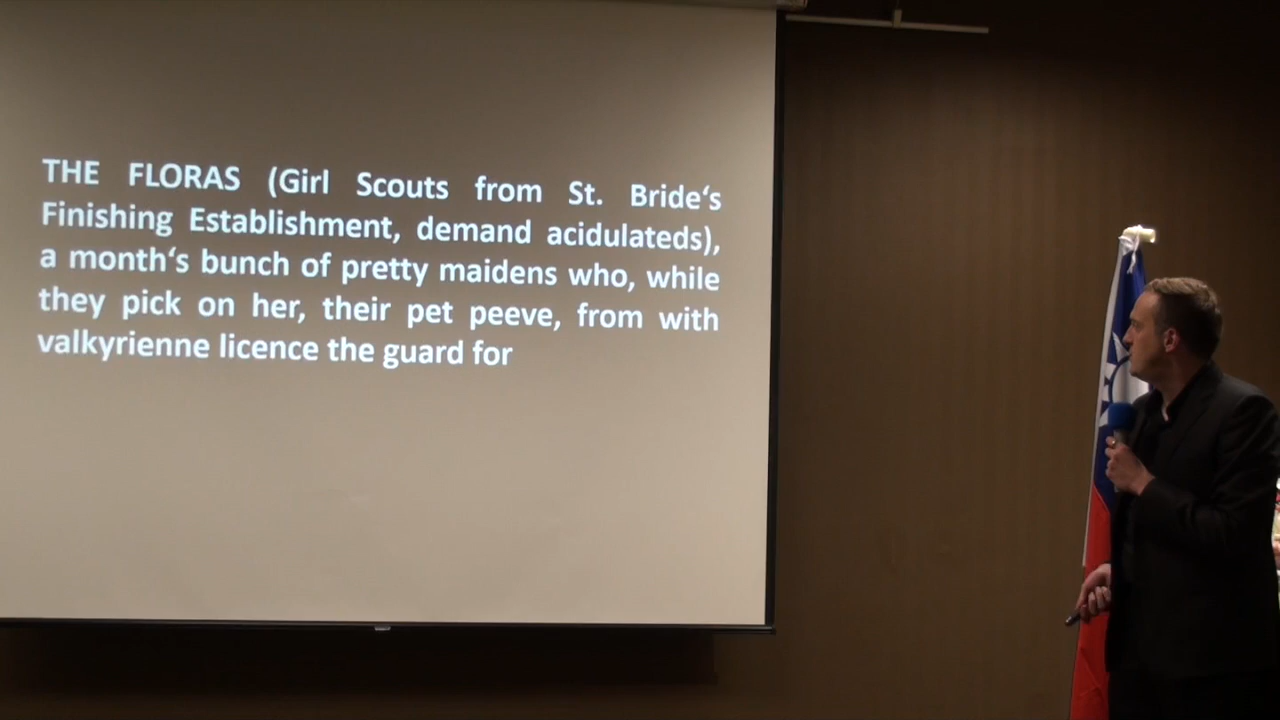 THE FLORAS (Girl Scouts from St. Bride‘s
Finishing Establishment, demand acidulateds),
a month‘s bunch of pretty maidens who, while
they pick on her, their pet peeve, from with
valkyrienne licence the guard for